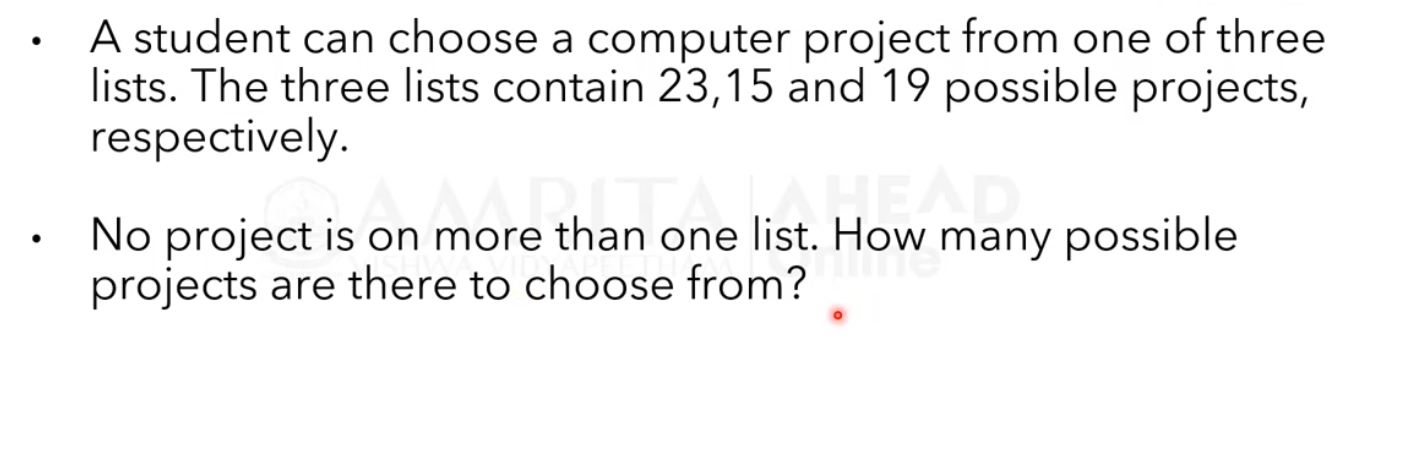 • A student can choose a computer project from one of three
lists. The three lists contain 23,15 and 19 possible projects,
respectively.
AMRITA AHEAD
• No project is on more than one list. How many possible
VISHWA VIDYAPEETHAM Online
projects are there to choose from?